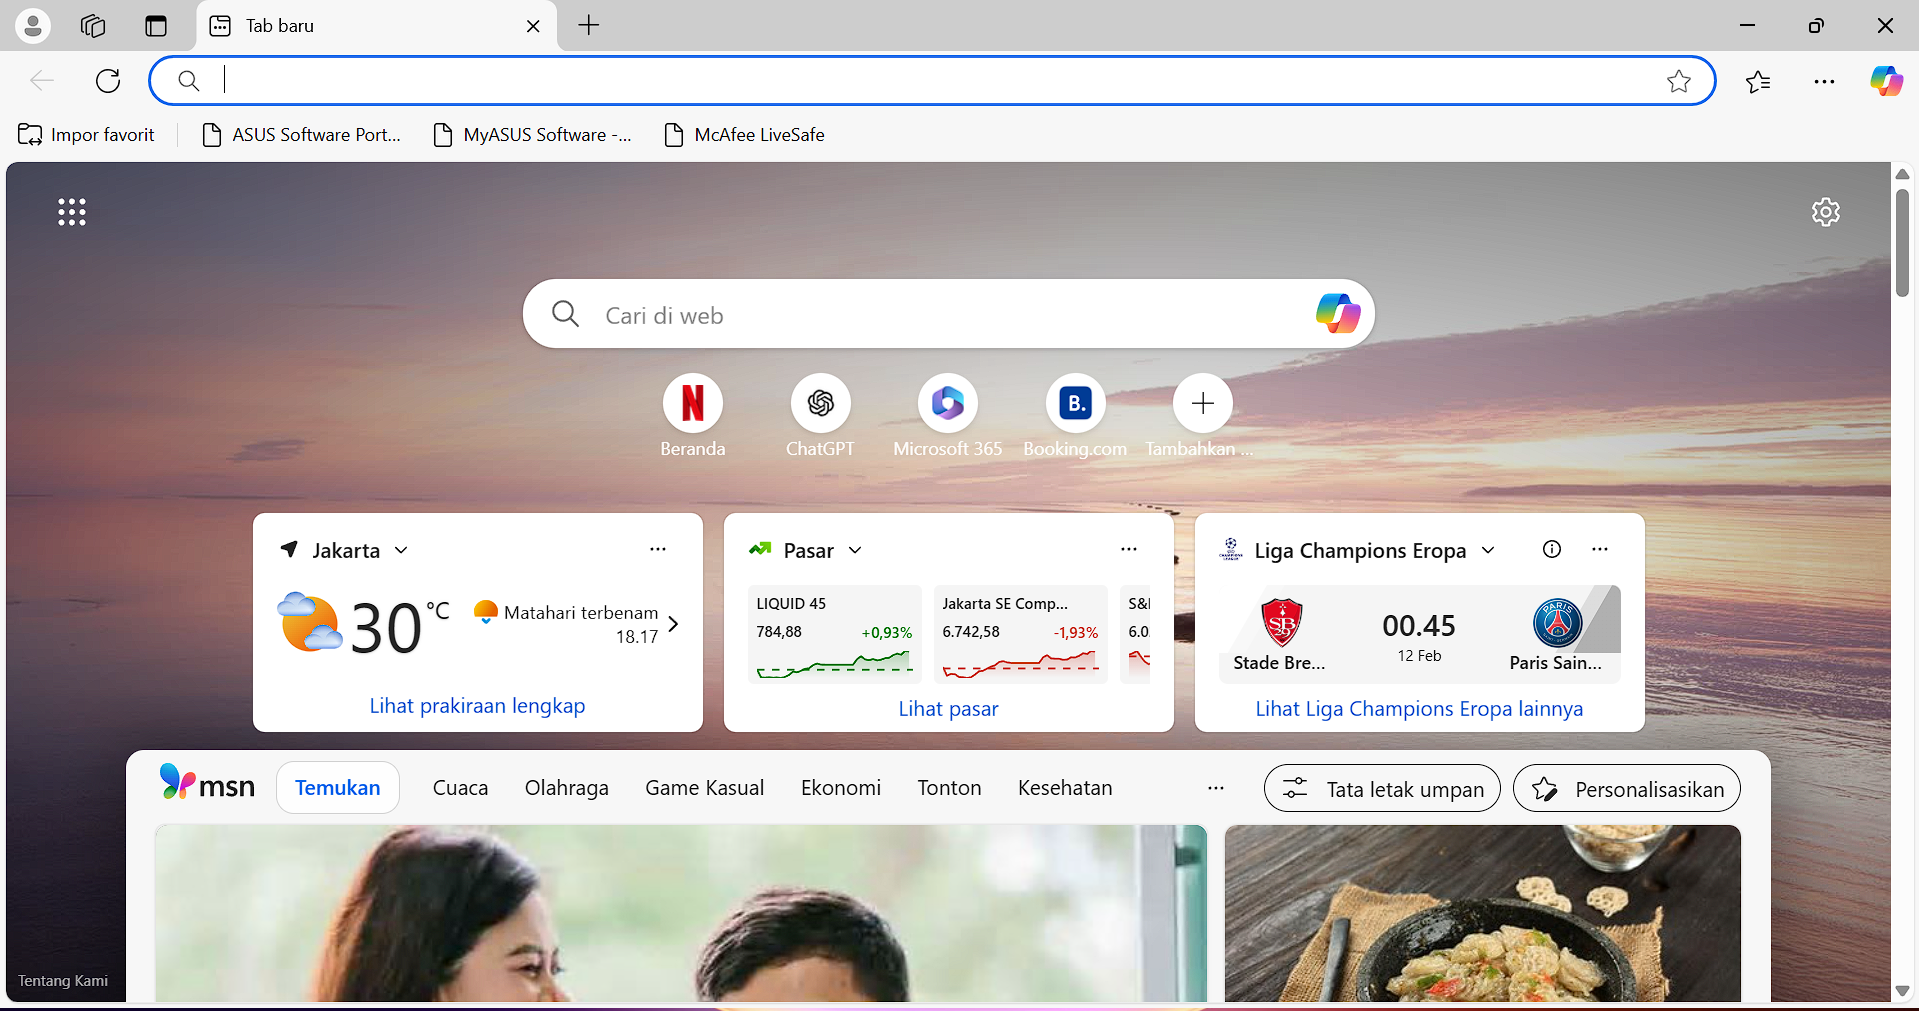 Tab baru
Impor favorit
ASUS Software Port...
MyASUS Software -...
McAfee LiveSafe
Cari di web
Beranda
ChatGPT
Microsoft 365
B.
Booking.com
Tambahkan ...
Jakarta
30 °C
Matahari terbenam
18.17
Lihat prakiraan lengkap
Pasar
LIQUID 45
784,88 +0,93%
Jakarta SE Comp...
6.742,58 -1,93%
Lihat pasar
Liga Champions Eropa
00.45
12 Feb
Stade Bre...
Paris Sain...
Lihat Liga Champions Eropa lainnya
msn
Temukan
Cuaca
Olahraga
Game Kasual
Ekonomi
Tonton
Kesehatan
Tata letak umpan
Personalisasikan
Tentang Kami